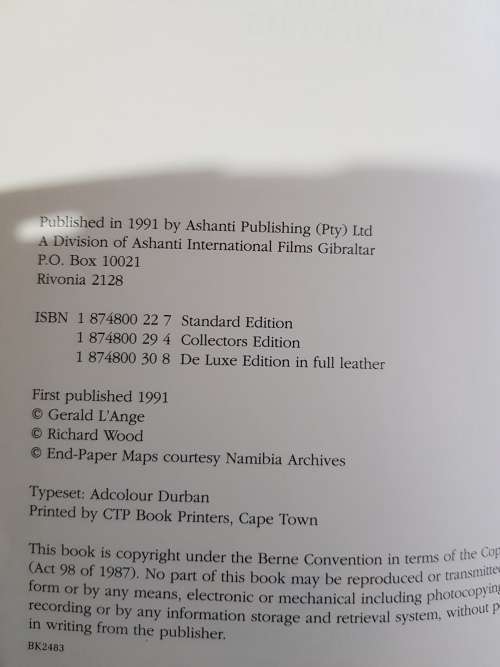 Published in 1991 by Ashanti Publishing (Pty) Ltd
A Division of Ashanti International Films Gibraltar
P.O. Box 10021
Rivonia 2128
ISBN 1 874800 22 7 Standard Edition
1 874800 29 4 Collectors Edition
1 874800 30 8 De Luxe Edition in full leather
First published 1991
© Gerald L'Ange
© Richard Wood
© End-Paper Maps courtesy Namibia Archives
Typeset: Adcolour Durban
Printed by CTP Book Printers, Cape Town
This book is copyright under the Berne Convention in terms of the
(Act 98 of 1987). No part of this book may be reproduced or transmitted
form or by any means, electronic or mechanical including photocopying
recording or by any information storage and retrieval system, without
in writing from the publisher.
BK2483